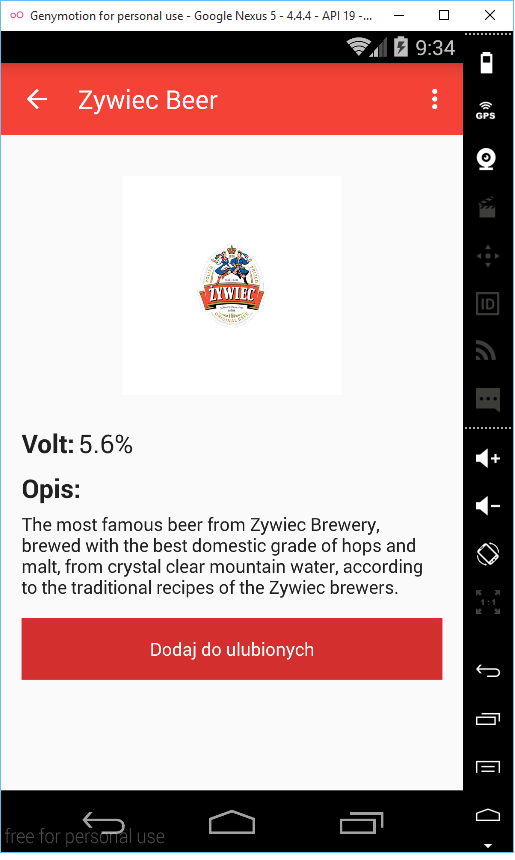 Genymotion for personal use - Google Nexus 5 - 4.4.4 - API 19 -...
9:34
GPS
Zywiec Beer
ID
ŻYWIEC
Volt: 5.6%
Opis:
The most famous beer from Zywiec Brewery,
brewed with the best domestic grade of hops and
malt, from crystal clear mountain water, according
to the traditional recipes of the Zywiec brewers.
1:1
Dodaj do ulubionych
free for personal use